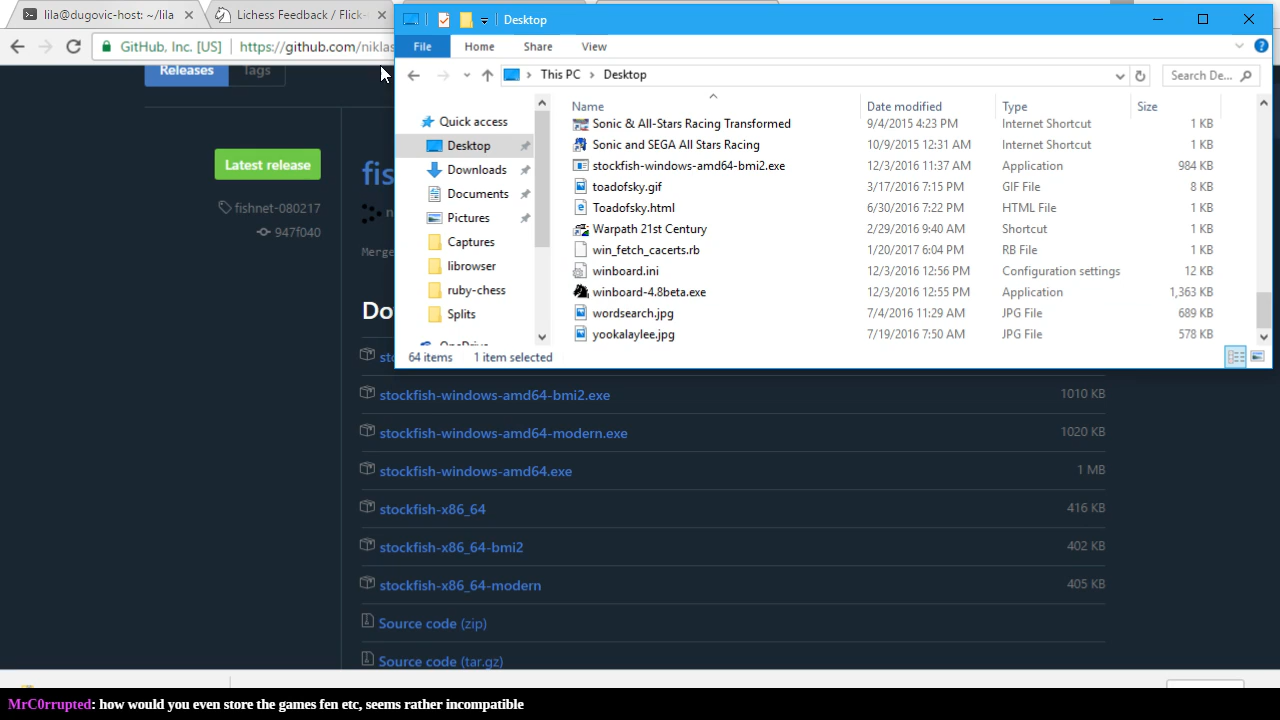 lila@dugovic-host: ~/lila
Lichess Feedback / Flick-
GitHub, Inc. [US]
https://github.com/niklas
Desktop
File
Home
Share
View
This PC
Desktop
Search De...
Releases
Tags
Quick access
Desktop
Downloads
Documents
Pictures
Captures
librowser
ruby-chess
Splits
OneDrive
Name
Date modified
Type
Size
Sonic & All-Stars Racing Transformed
9/4/2015 4:23 PM
Internet Shortcut
1 KB
Sonic and SEGA All Stars Racing
10/9/2015 12:31 AM
Internet Shortcut
1 KB
stockfish-windows-amd64-bmi2.exe
12/3/2016 11:37 AM
Application
984 KB
toadofsky.gif
3/17/2016 7:15 PM
GIF File
8 KB
Toadofsky.html
6/30/2016 7:22 PM
HTML File
1 KB
Warpath 21st Century
2/29/2016 9:40 AM
Shortcut
1 KB
win_fetch_cacerts.rb
1/20/2017 6:04 PM
RB File
1 KB
winboard.ini
12/3/2016 12:56 PM
Configuration settings
12 KB
winboard-4.8beta.exe
12/3/2016 12:55 PM
Application
1,363 KB
wordsearch.jpg
7/4/2016 11:29 AM
JPG File
689 KB
yookalaylee.jpg
7/19/2016 7:50 AM
JPG File
578 KB
64 items
1 item selected
Latest release
fishnet-080217
947f040
fis
n
Merge
Do
sto
stockfish-windows-amd64-bmi2.exe
1010 KB
stockfish-windows-amd64-modern.exe
1020 KB
stockfish-windows-amd64.exe
1 MB
stockfish-x86_64
416 KB
stockfish-x86_64-bmi2
402 KB
stockfish-x86_64-modern
405 KB
Source code (zip)
Source code (tar.gz)
MrC0rrupted: how would you even store the games fen etc, seems rather incompatible